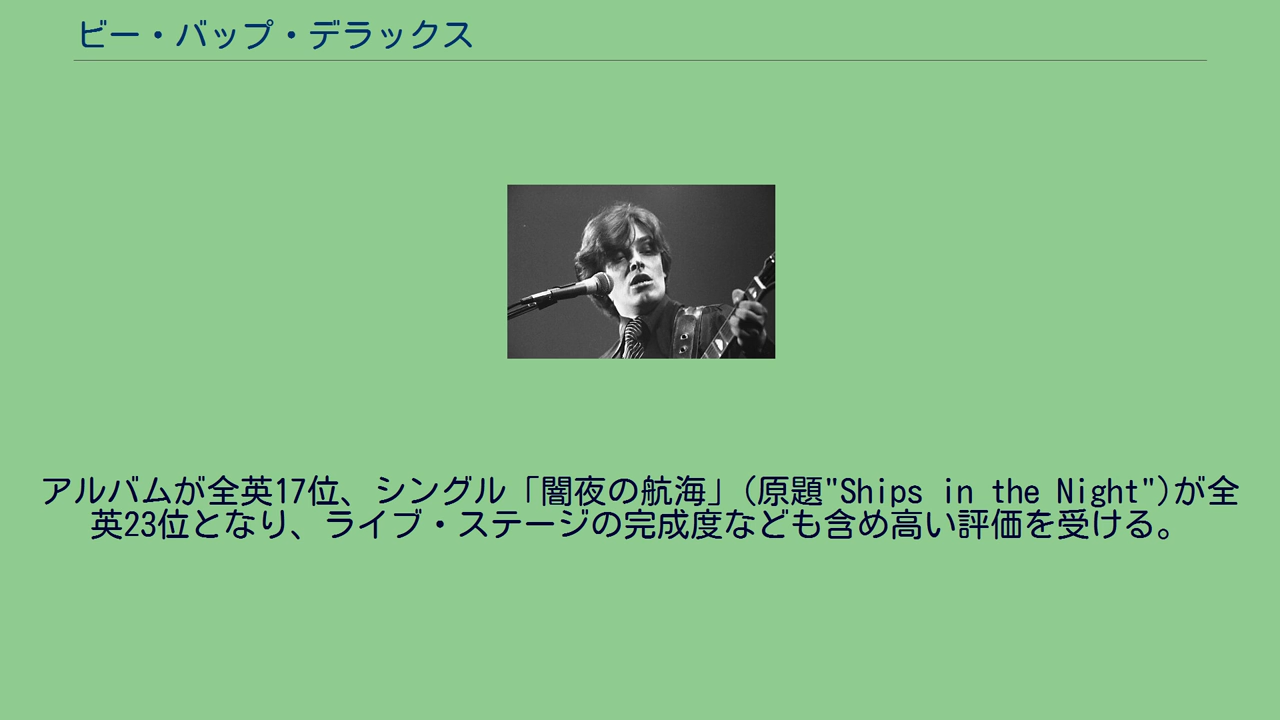 ビー・バップ・デラックス
アルバムが全英17位、シングル「闇夜の航海」(原題"Ships in the Night")が全
英23位となり、ライブ・ステージの完成度なども含め高い評価を受ける。